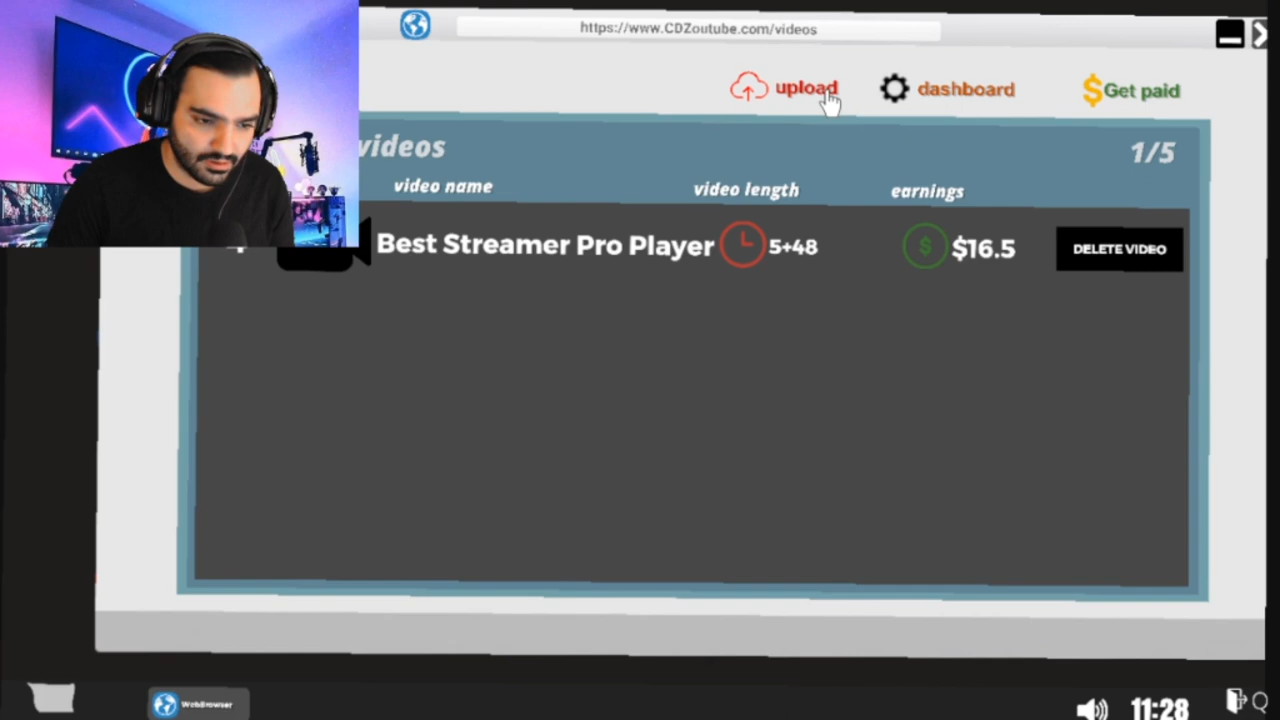 https://www.CDZoutube.com/videos
upload
dashboard
$Get paid
videos
1/5
video name
video length
earnings
Best Streamer Pro Player
5+48
$
$16.5
DELETE VIDEO
WebBrowser
11:28
Q